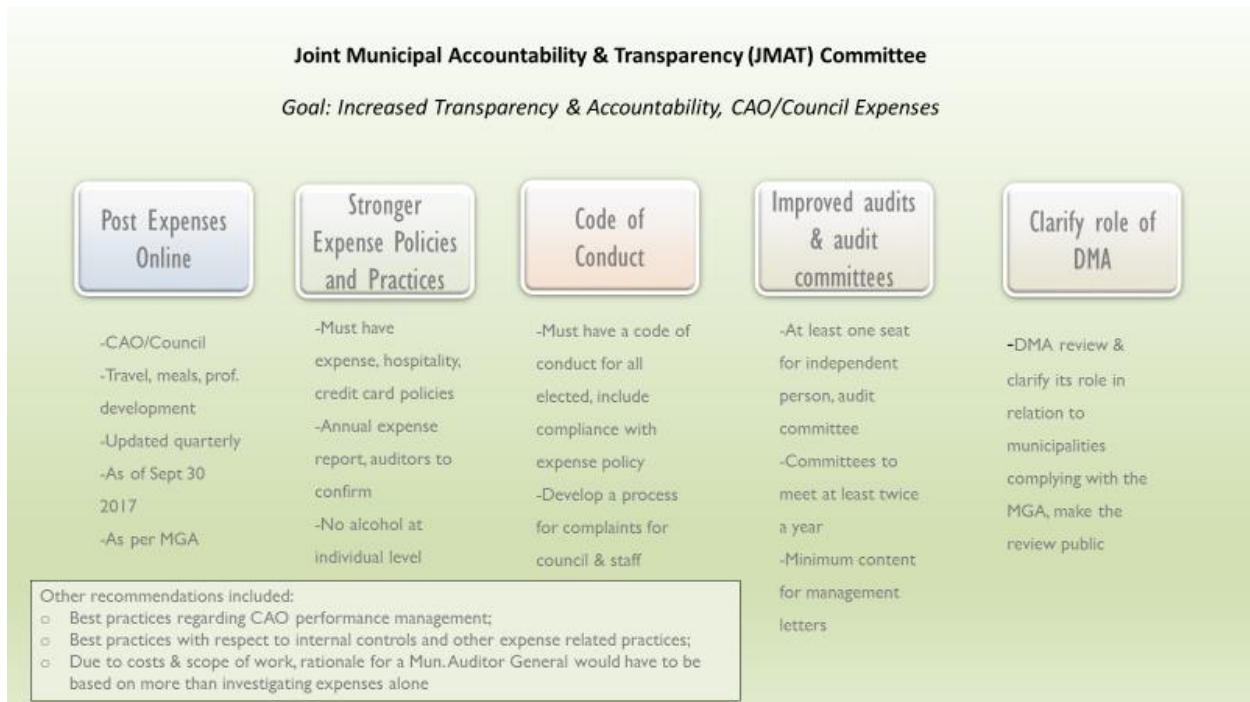 Joint Municipal Accountability & Transparency (JMAT) Committee
Goal: Increased Transparency & Accountability, CAO/Council Expenses
Post Expenses
Online
-CAO/Council
-Travel, meals, prof.
development
-Updated quarterly
-As of Sept 30
2017
-As per MGA
Stronger
Expense Policies
and Practices
-Must have
expense, hospitality,
credit card policies
-Annual expense
report, auditors to
confirm
-No alcohol at
individual level
Code of
Conduct
-Must have a code of
conduct for all
elected, include
compliance with
expense policy
-Develop a process
for complaints for
council & staff
Improved audits
& audit
committees
-At least one seat
for independent
person, audit
committee
-Committees to
meet at least twice
a year
-Minimum content
for management
letters
Clarify role of
DMA
-DMA review &
clarify its role in
relation to
municipalities
complying with the
MGA, make the
review public
Other recommendations included:
o Best practices regarding CAO performance management;
o Best practices with respect to internal controls and other expense related practices;
o Due to costs & scope of work, rationale for a Mun. Auditor General would have to be
based on more than investigating expenses alone